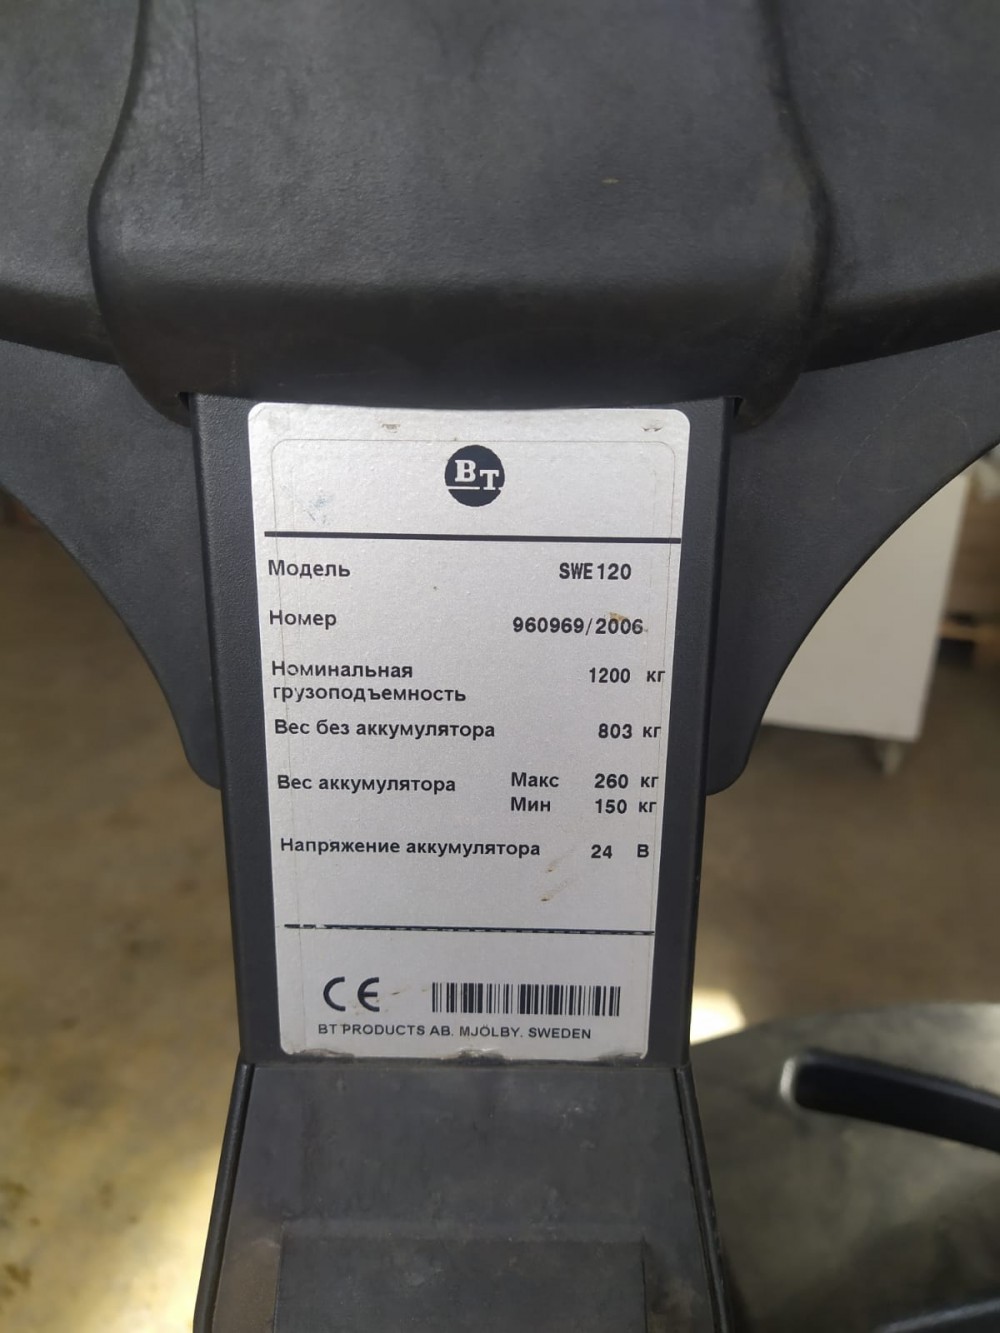 BT
Модель SWE120
Номер 960969/2006
Номинальная
грузоподъемность 1200 кг
Вес без аккумулятора 803 кг
Вес аккумулятора Макс 260 кг
Мин 150 кг
Напряжение аккумулятора 24 В
CE
BT PRODUCTS AB. MJÖLBY. SWEDEN